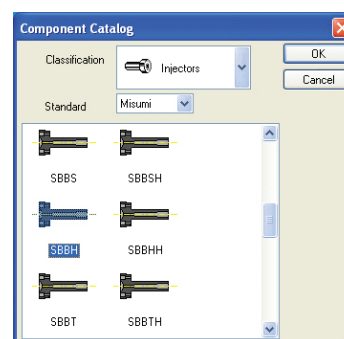 Component Catalog
Classification
Injectors
OK
Cancel
Standard
Misumi
SBBS SBBSH
SBBH SBBHH
SBBT SBBTH